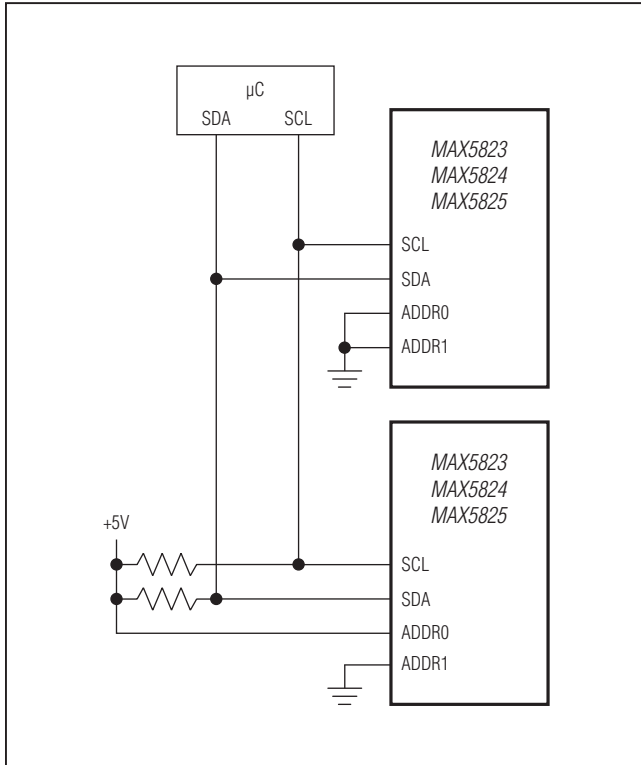 µC
SDA SCL
MAX5823
MAX5824
MAX5825
SCL
SDA
ADDR0
ADDR1
MAX5823
MAX5824
MAX5825
+5V
SCL
SDA
ADDR0
ADDR1